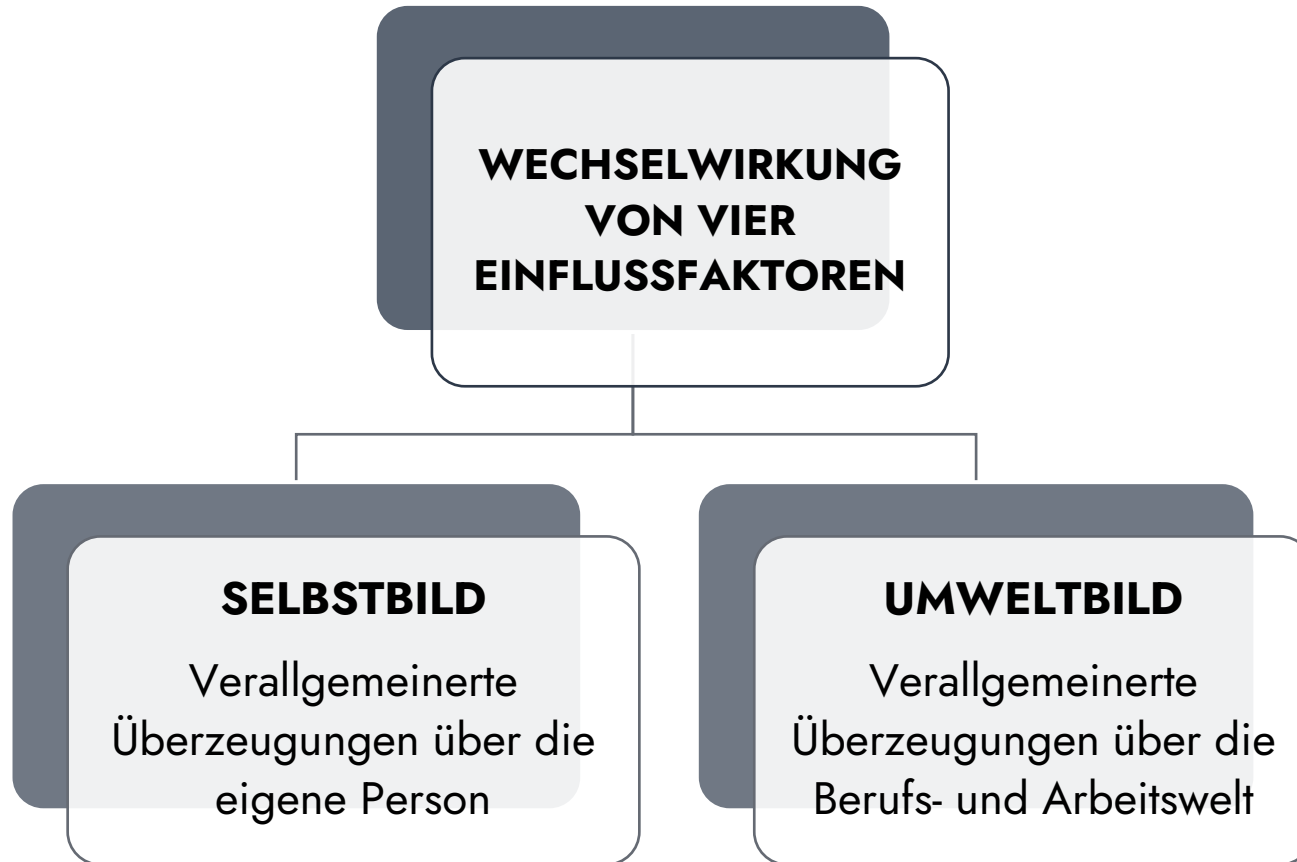 WECHSELWIRKUNG
VON VIER
EINFLUSSFAKTOREN
SELBSTBILD
Verallgemeinerte
Überzeugungen über die
eigene Person
UMWELTBILD
Verallgemeinerte
Überzeugungen über die
Berufs- und Arbeitswelt